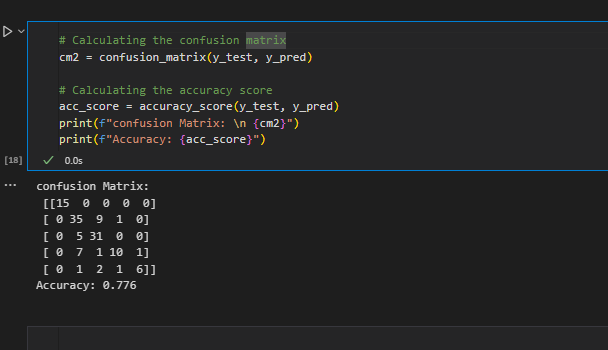 # Calculating the confusion matrix
cm2 = confusion_matrix(y_test, y_pred)
# Calculating the accuracy score
acc_score = accuracy_score(y_test, y_pred)
print(f"confusion Matrix: \n {cm2}")
print(f"Accuracy: {acc_score}")
[18] 0.0s
confusion Matrix:
[[15  0  0  0  0]
[ 0 35  9  1  0]
[ 0  5 31  0  0]
[ 0  7  1 10  1]
[ 0  1  2  1  6]]
Accuracy: 0.776